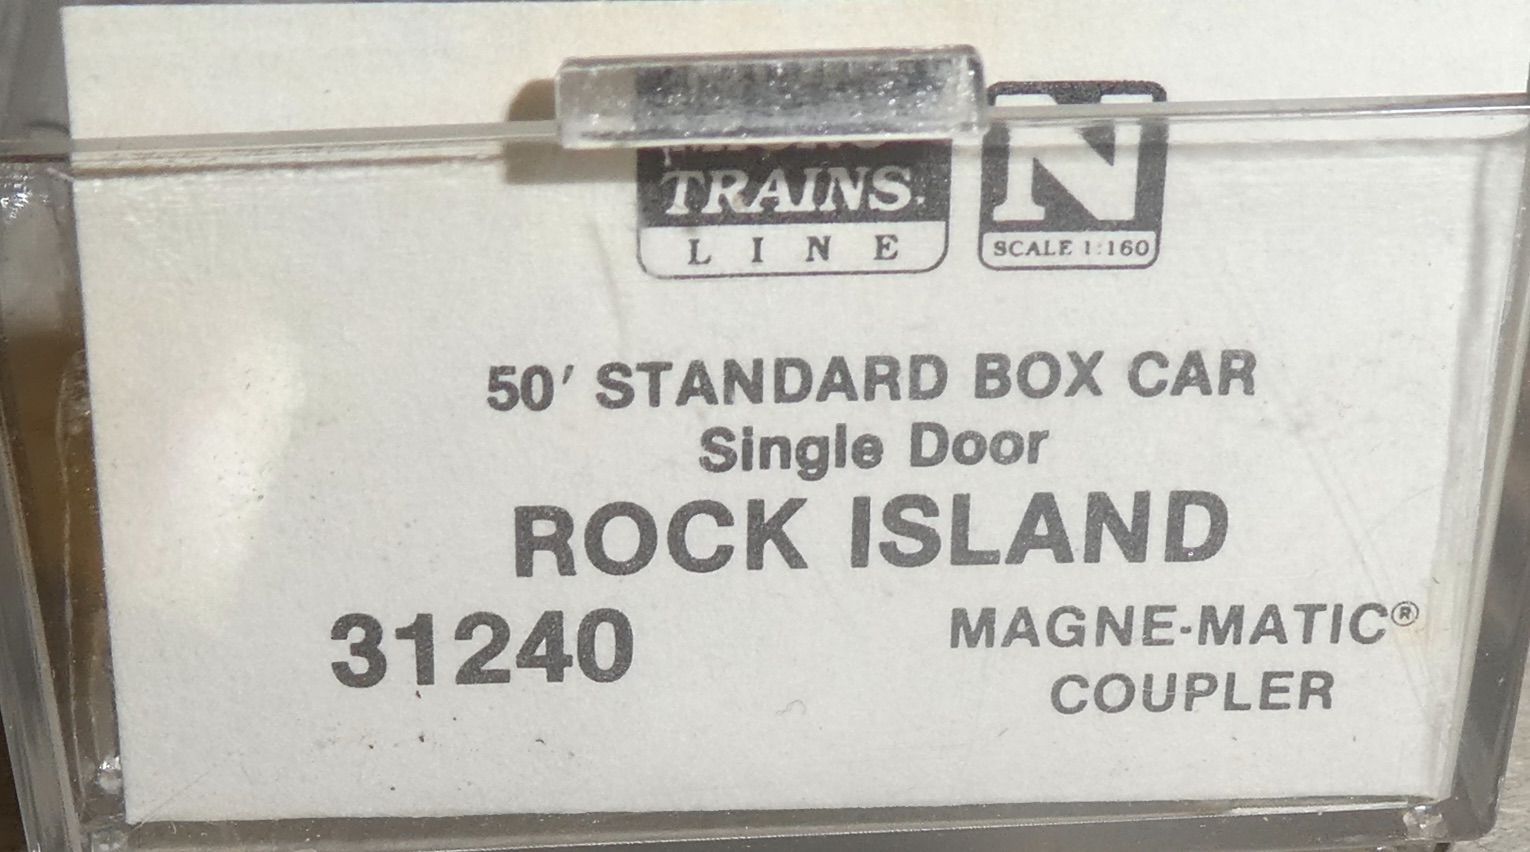 TRAINS.
LINE
N
SCALE 1:160
50' STANDARD BOX CAR
Single Door
ROCK ISLAND
31240
MAGNE-MATIC®
COUPLER